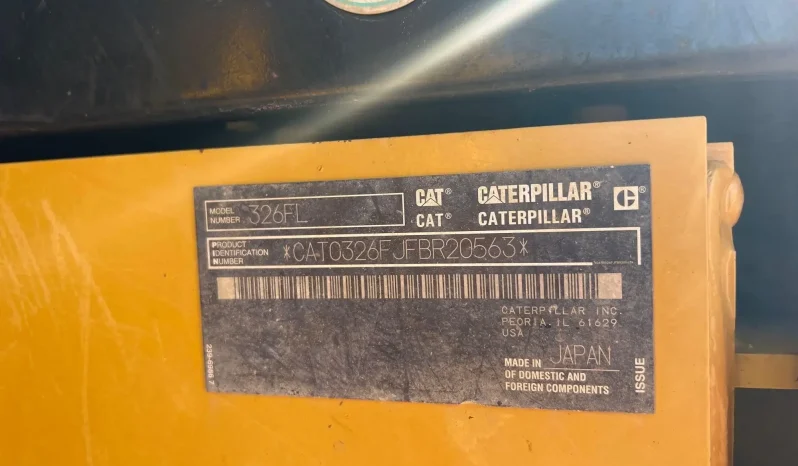 MODEL NUMBER 326FL
CAT® CATERPILLAR® C
CAT® CATERPILLAR®
PRODUCT IDENTIFICATION NUMBER *CAT0326FJFBR20563*
CATERPILLAR INC.
PEORIA, IL 61629
USA
MADE IN JAPAN
OF DOMESTIC AND
FOREIGN COMPONENTS
ISSUE